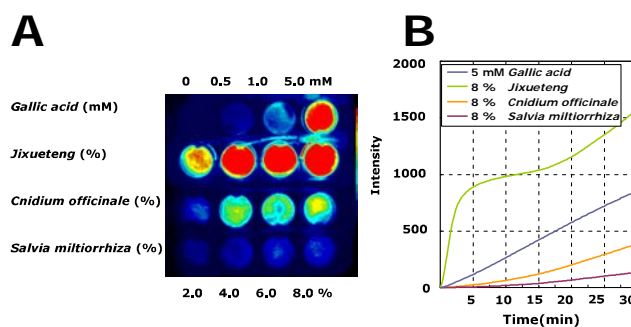 A
0 0.5 1.0 5.0 mM
Gallic acid (mM)
Jixueteng (%)
Cnidium officinale (%)
Salvia miltiorrhiza (%)
2.0 4.0 6.0 8.0 %
B
2000
1500
1000
500
0
Intensity
5 mM Gallic acid
8 % Jixueteng
8 % Cnidium officinale
8 % Salvia miltiorrhiza
5 10 15 20 25 30
Time(min)